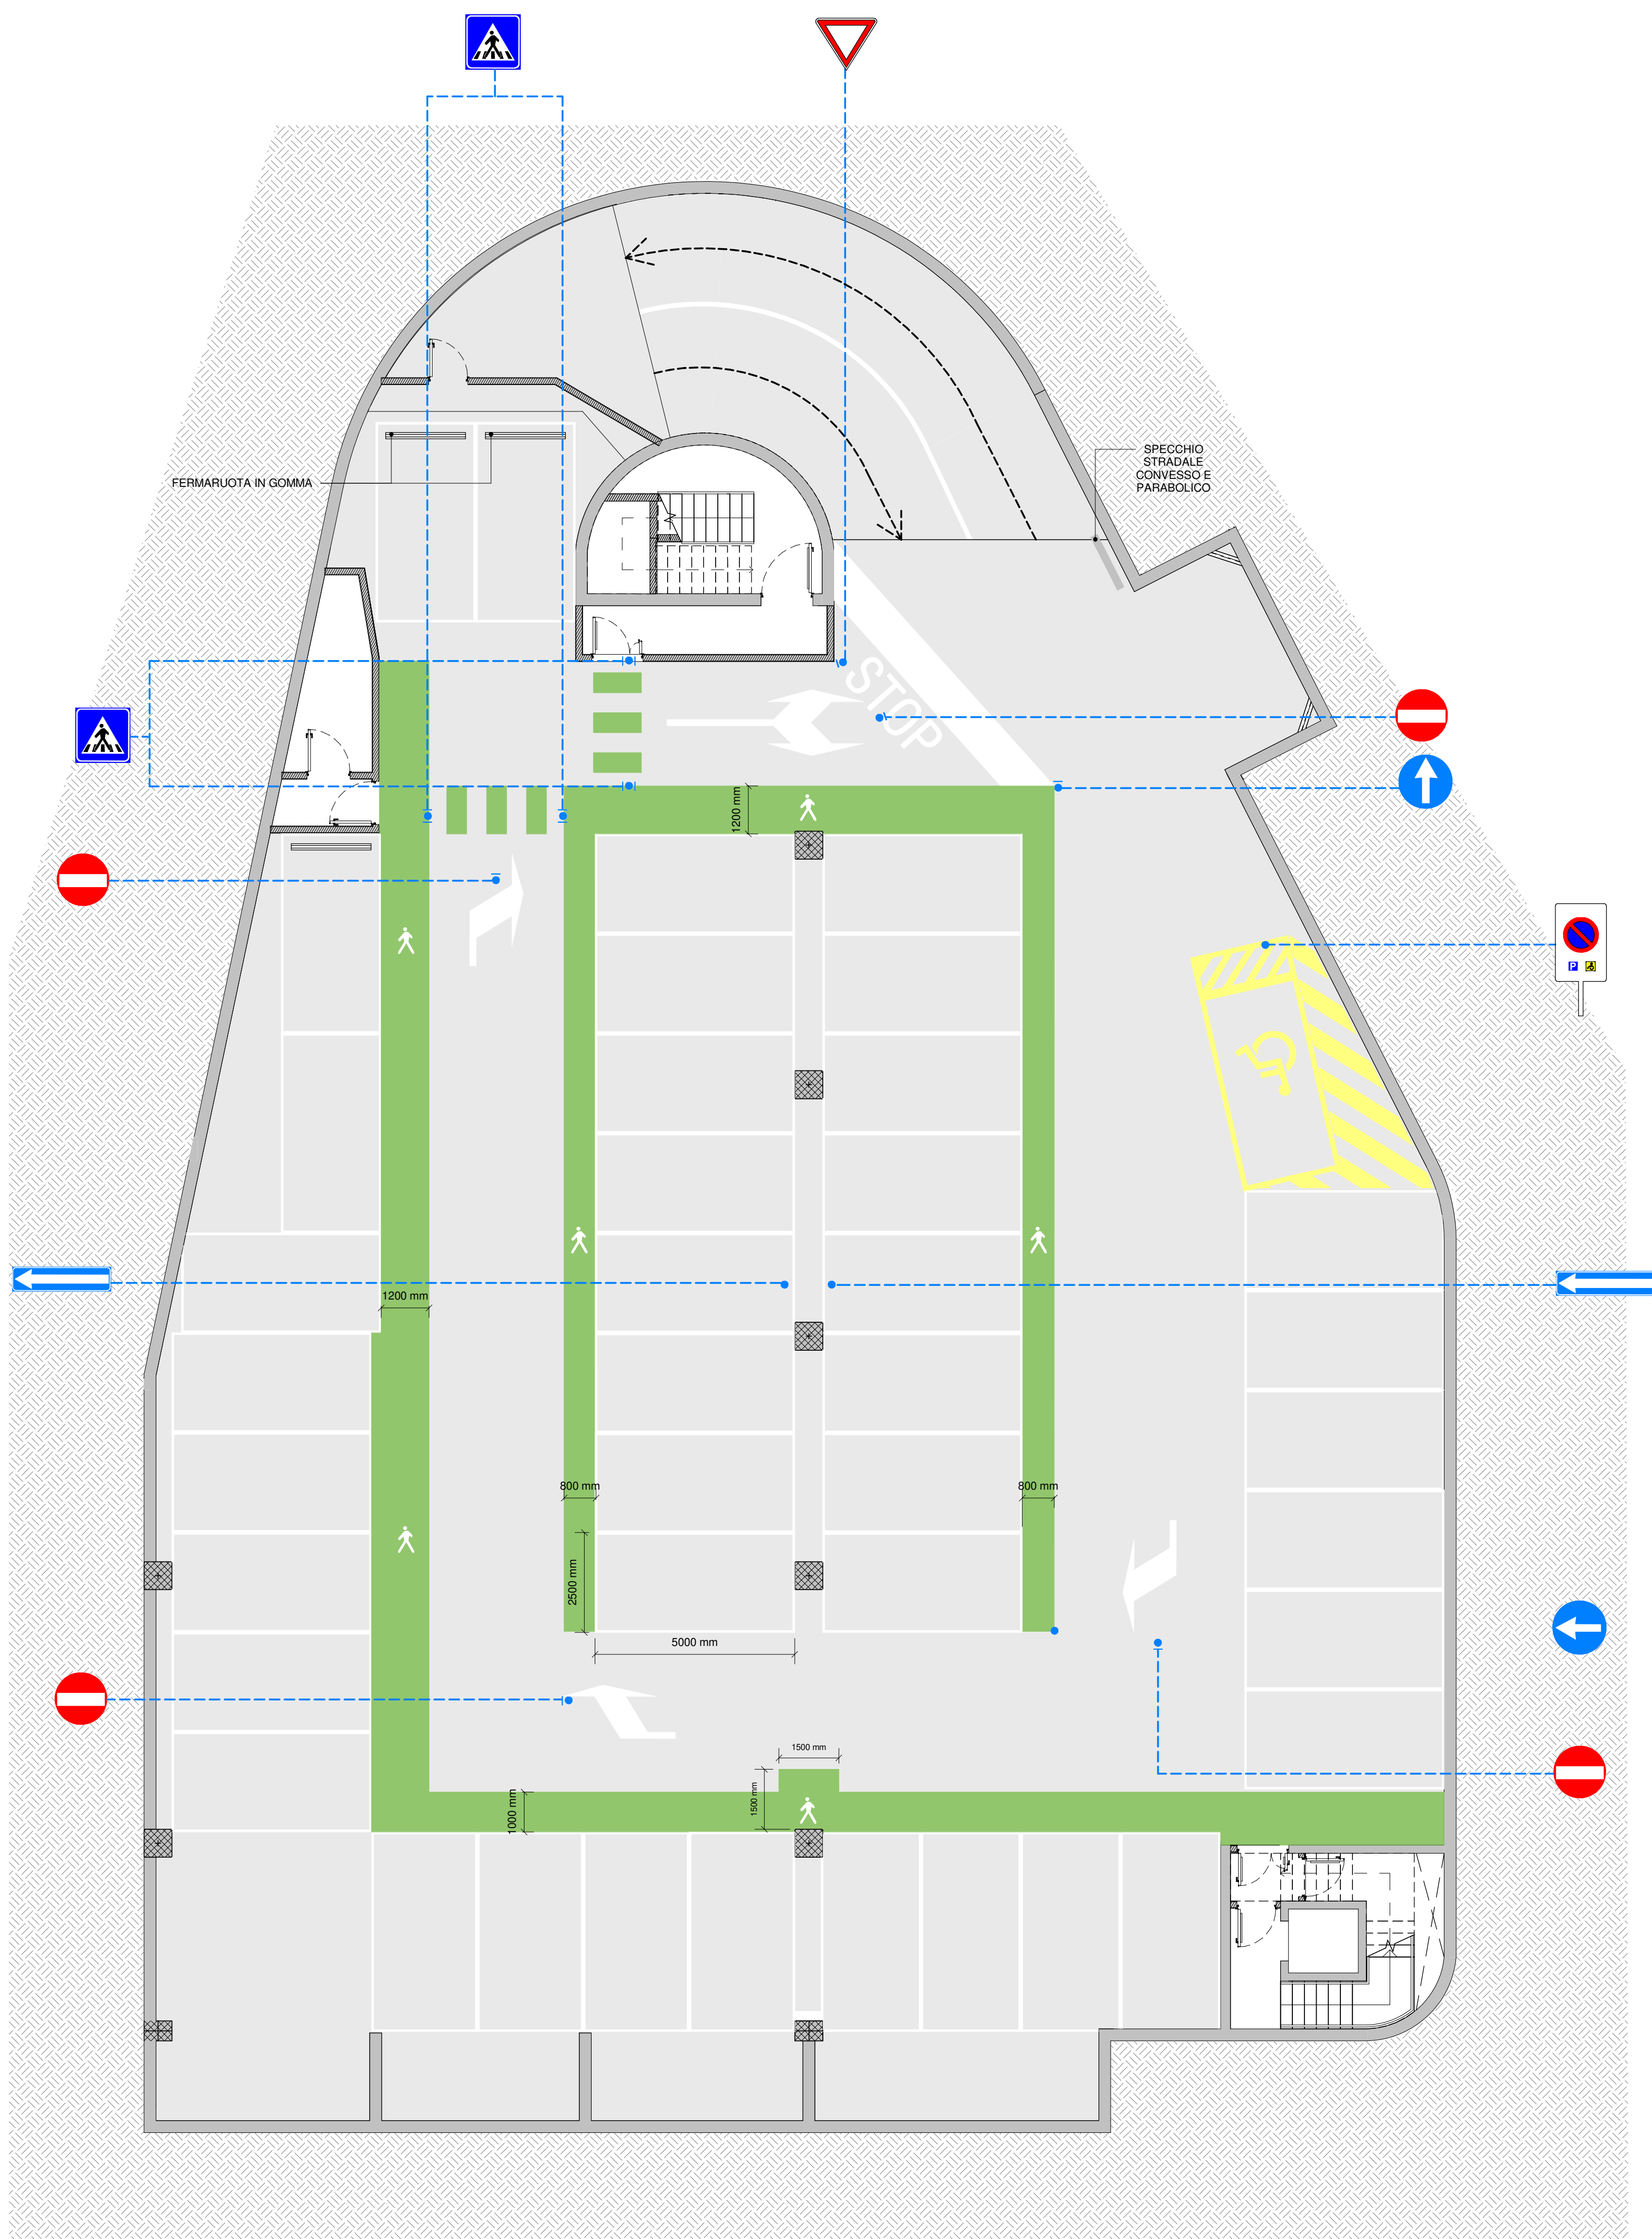 SPECCHIO
STRADALE
CONVESSO E
PARABOLICO
FERMARUOTA IN GOMMA
STOP
1200 mm
P
1200 mm
800 mm
800 mm
2500 mm
5000 mm
1500 mm
1500 mm
1000 mm